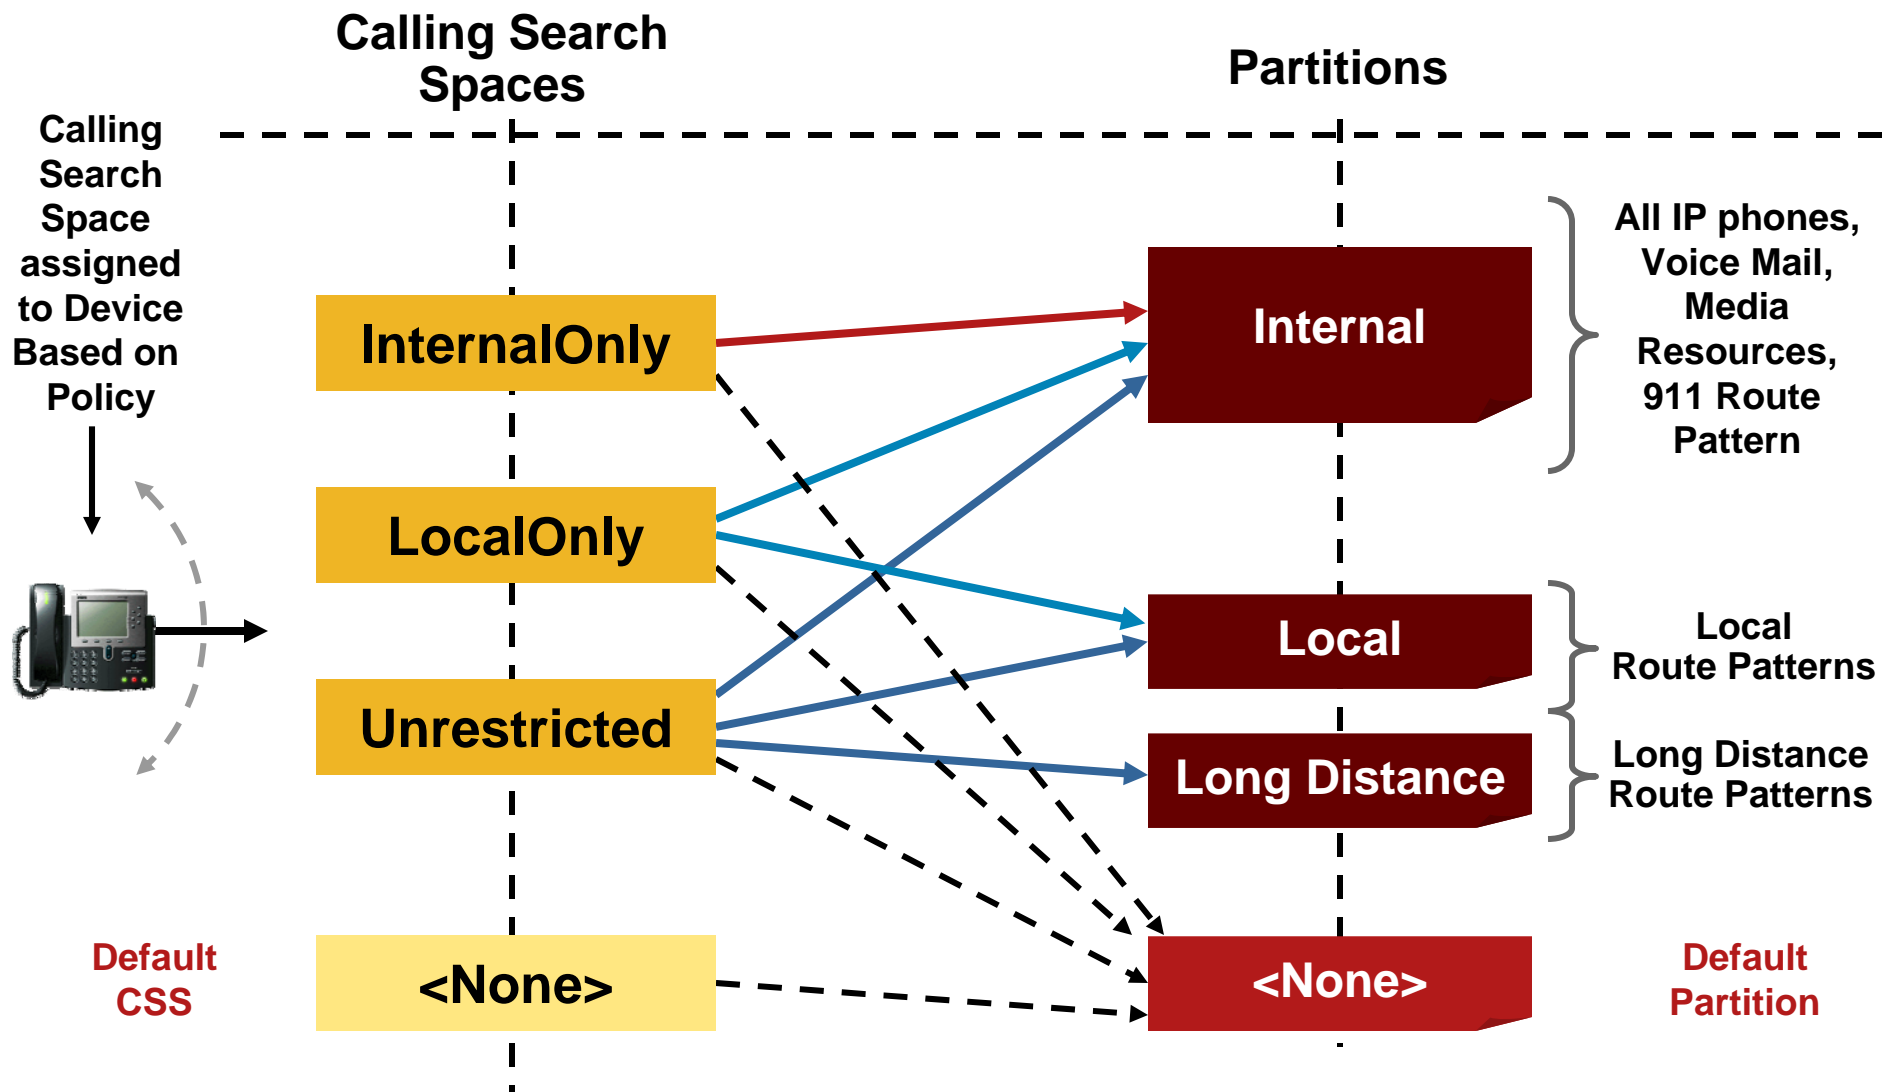 Calling Search
Spaces
Partitions
Calling
Search
Space
assigned
to Device
Based on
Policy
InternalOnly
LocalOnly
Unrestricted
<None>
Internal
Local
Long Distance
<None>
All IP phones,
Voice Mail,
Media
Resources,
911 Route
Pattern
Local
Route Patterns
Long Distance
Route Patterns
Default
CSS
Default
Partition